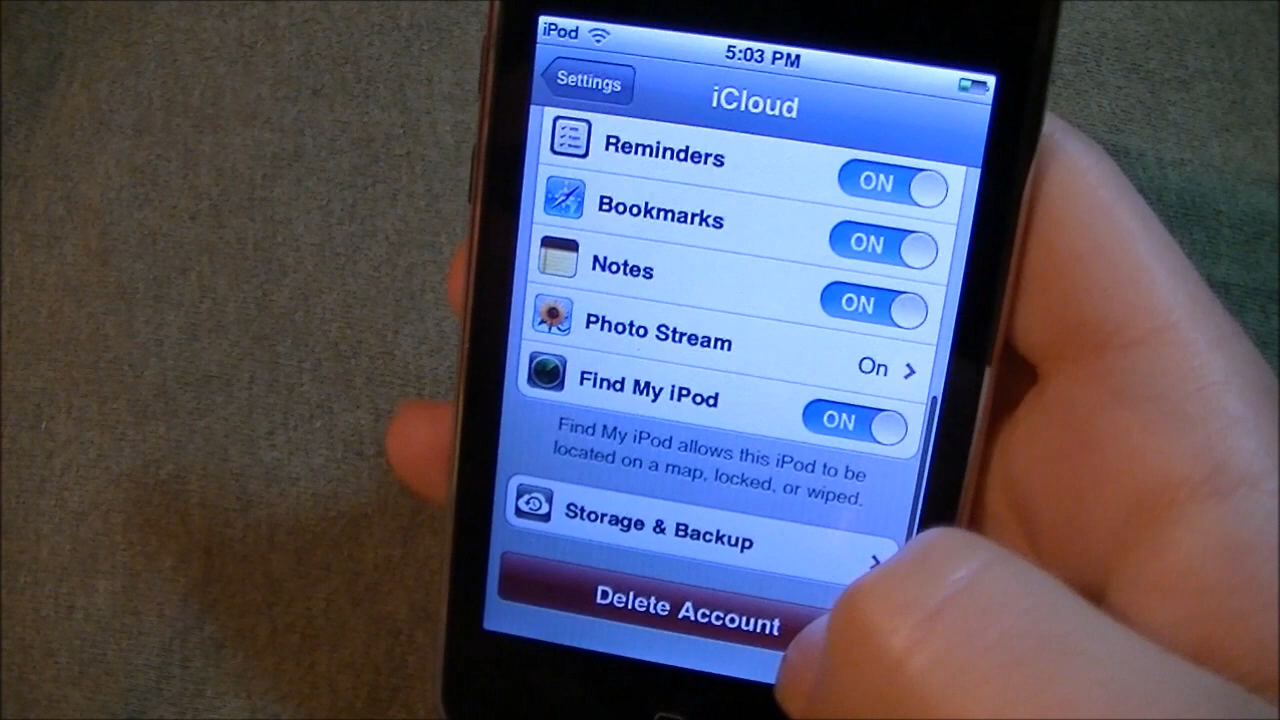 iPod
5:03 PM
Settings
iCloud
Reminders
ON
Bookmarks
ON
Notes
ON
Photo Stream
On
Find My iPod
ON
Find My iPod allows this iPod to be
located on a map, locked, or wiped.
Storage & Backup
Delete Account